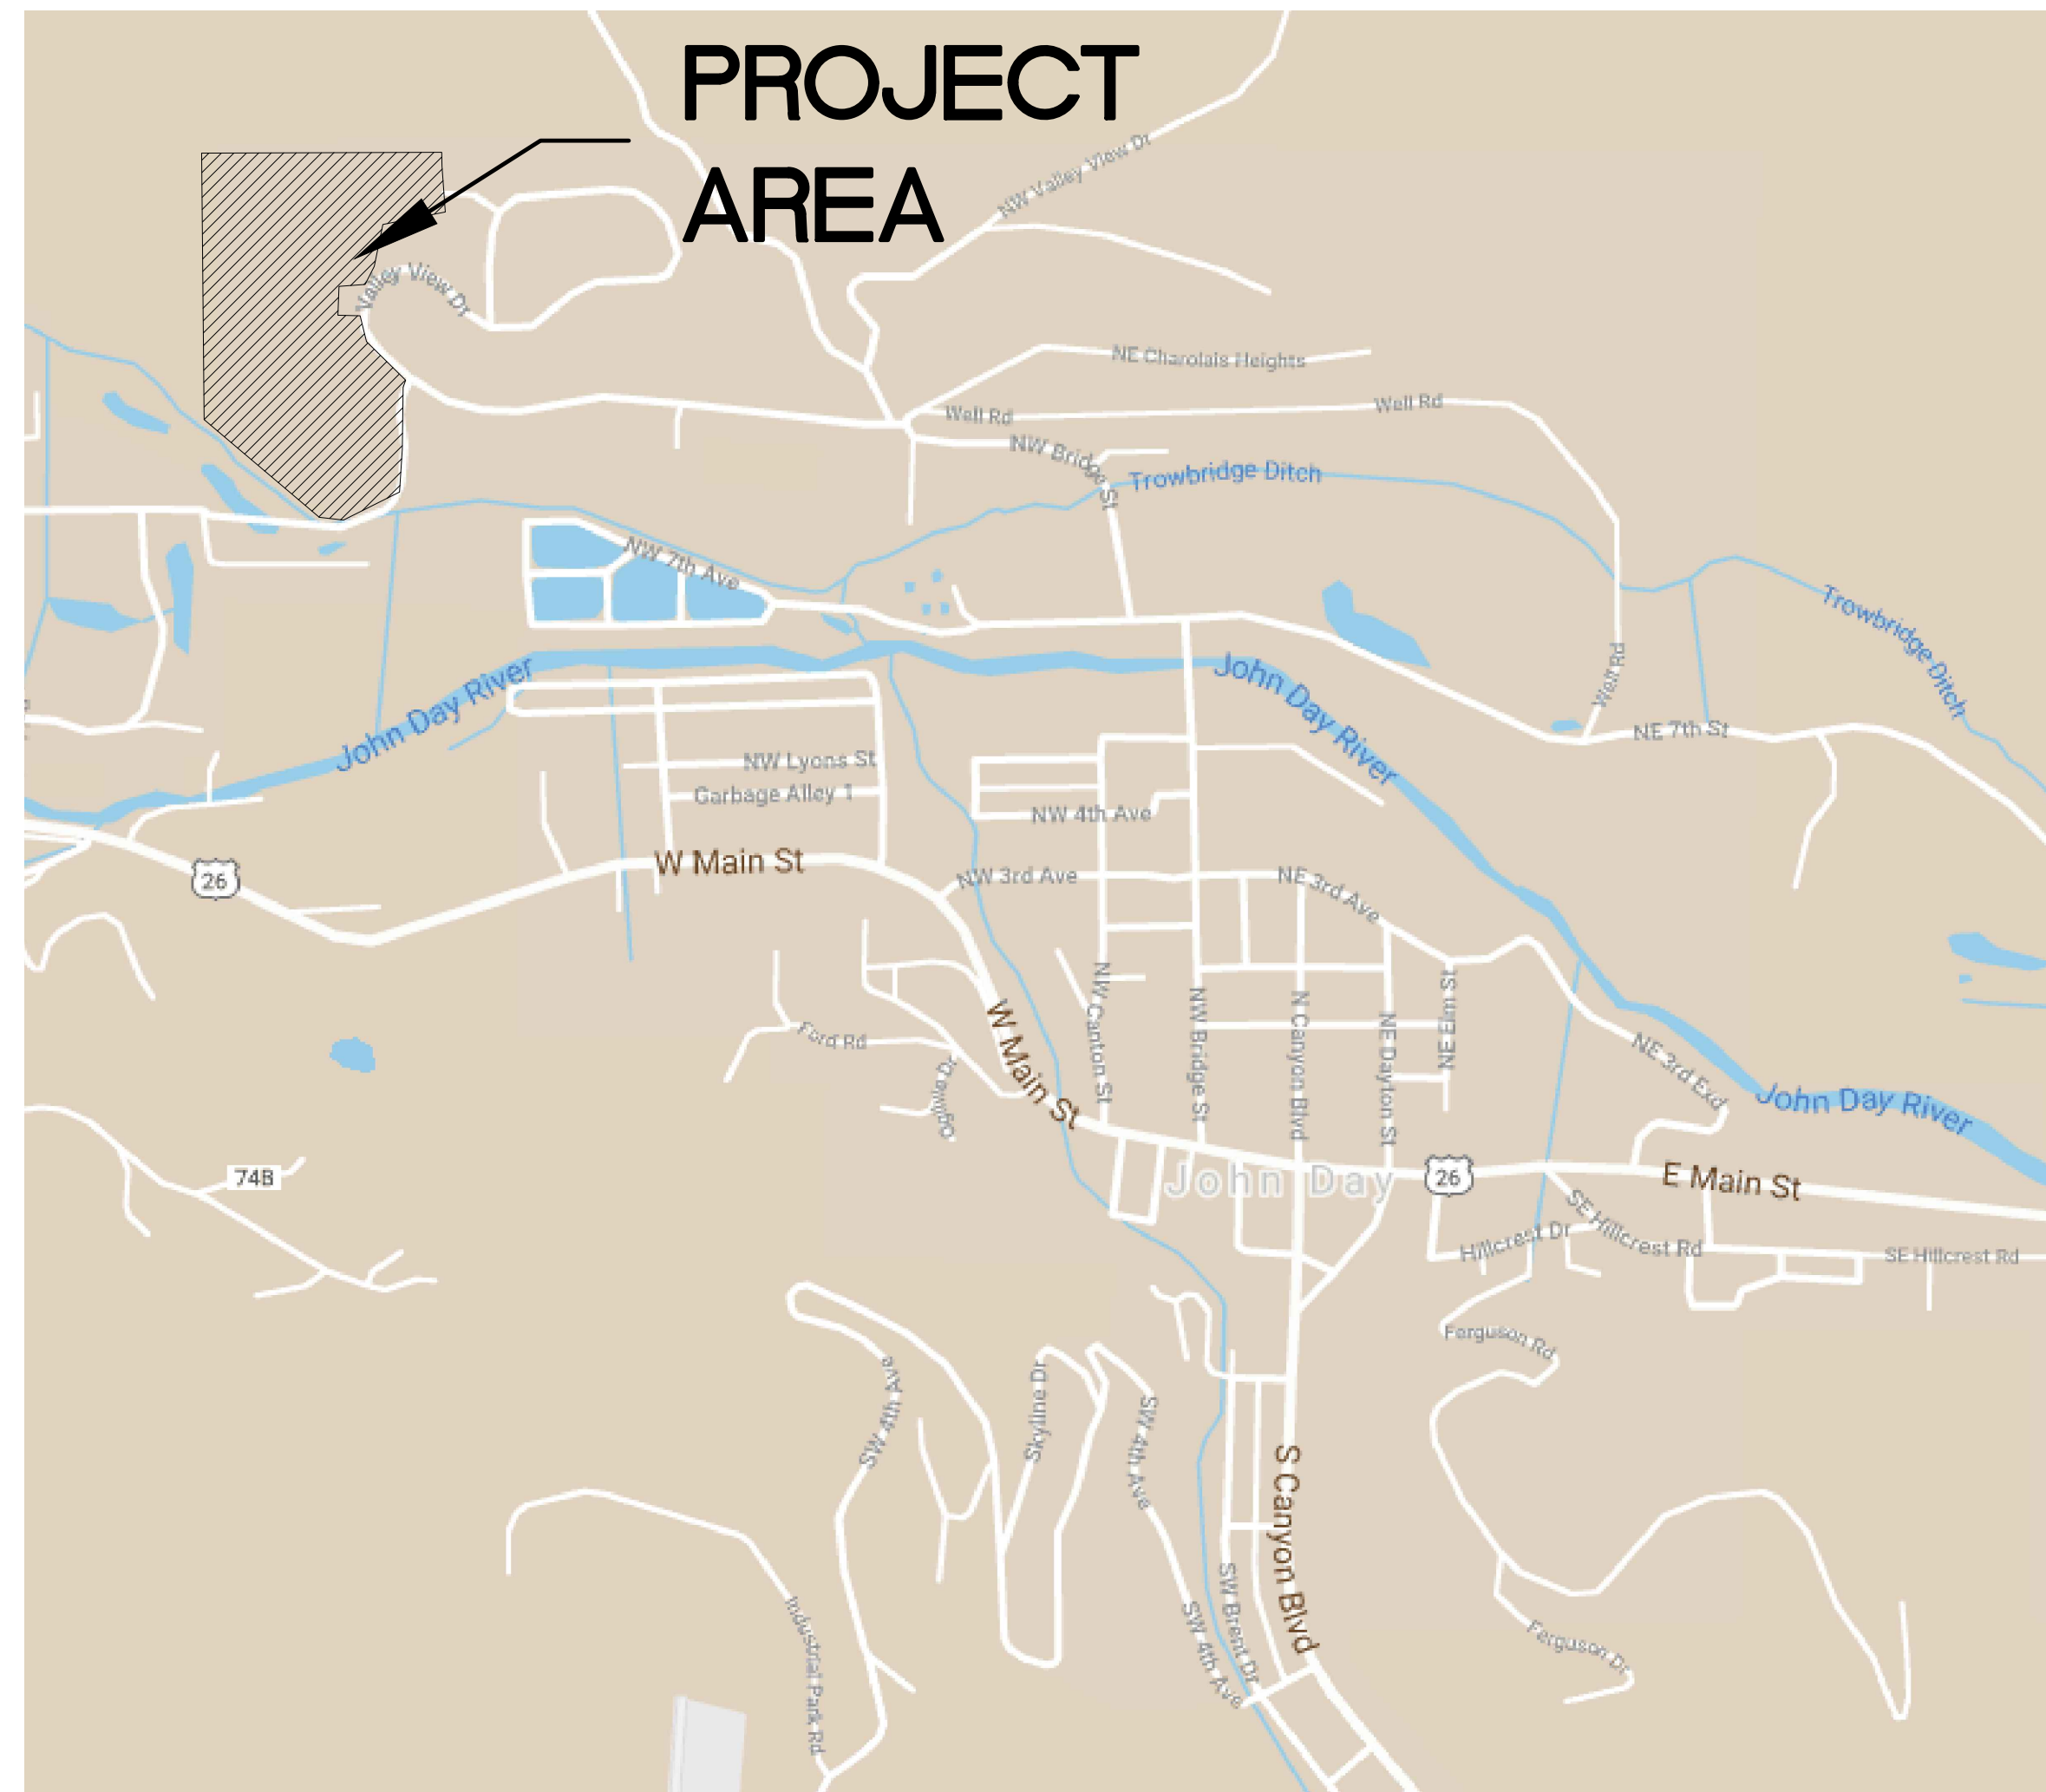 PROJECT
AREA
NW Valley View Dr
Valley View Dr
NE Charolais Heights
Well Rd
Well Rd
NW Bridge St
Trowbridge Ditch
NW 7th Ave
Trowbridge Ditch
John Day River
John Day River
Well Rd
NE 7th St
NW Lyons St
Garbage Alley 1
NW 4th Ave
W Main St
26
NW 3rd Ave
NE 3rd Ave
NW Canton St
NW Bridge St
N Canyon Blvd
NE Dayton St
NE Elm St
W Main St
Ford Rd
NE 3rd Exd
John Day River
74B
John Day
26
E Main St
SE Hillcrest Rd
Hillcrest Dr
SE Hillcrest Rd
Ferguson Rd
SW 4th Ave
Skyline Dr
SW 4th Ave
S Canyon Blvd
SW Brent Dr
SW 4th Ave
Industrial Park Rd
Ferguson Dr